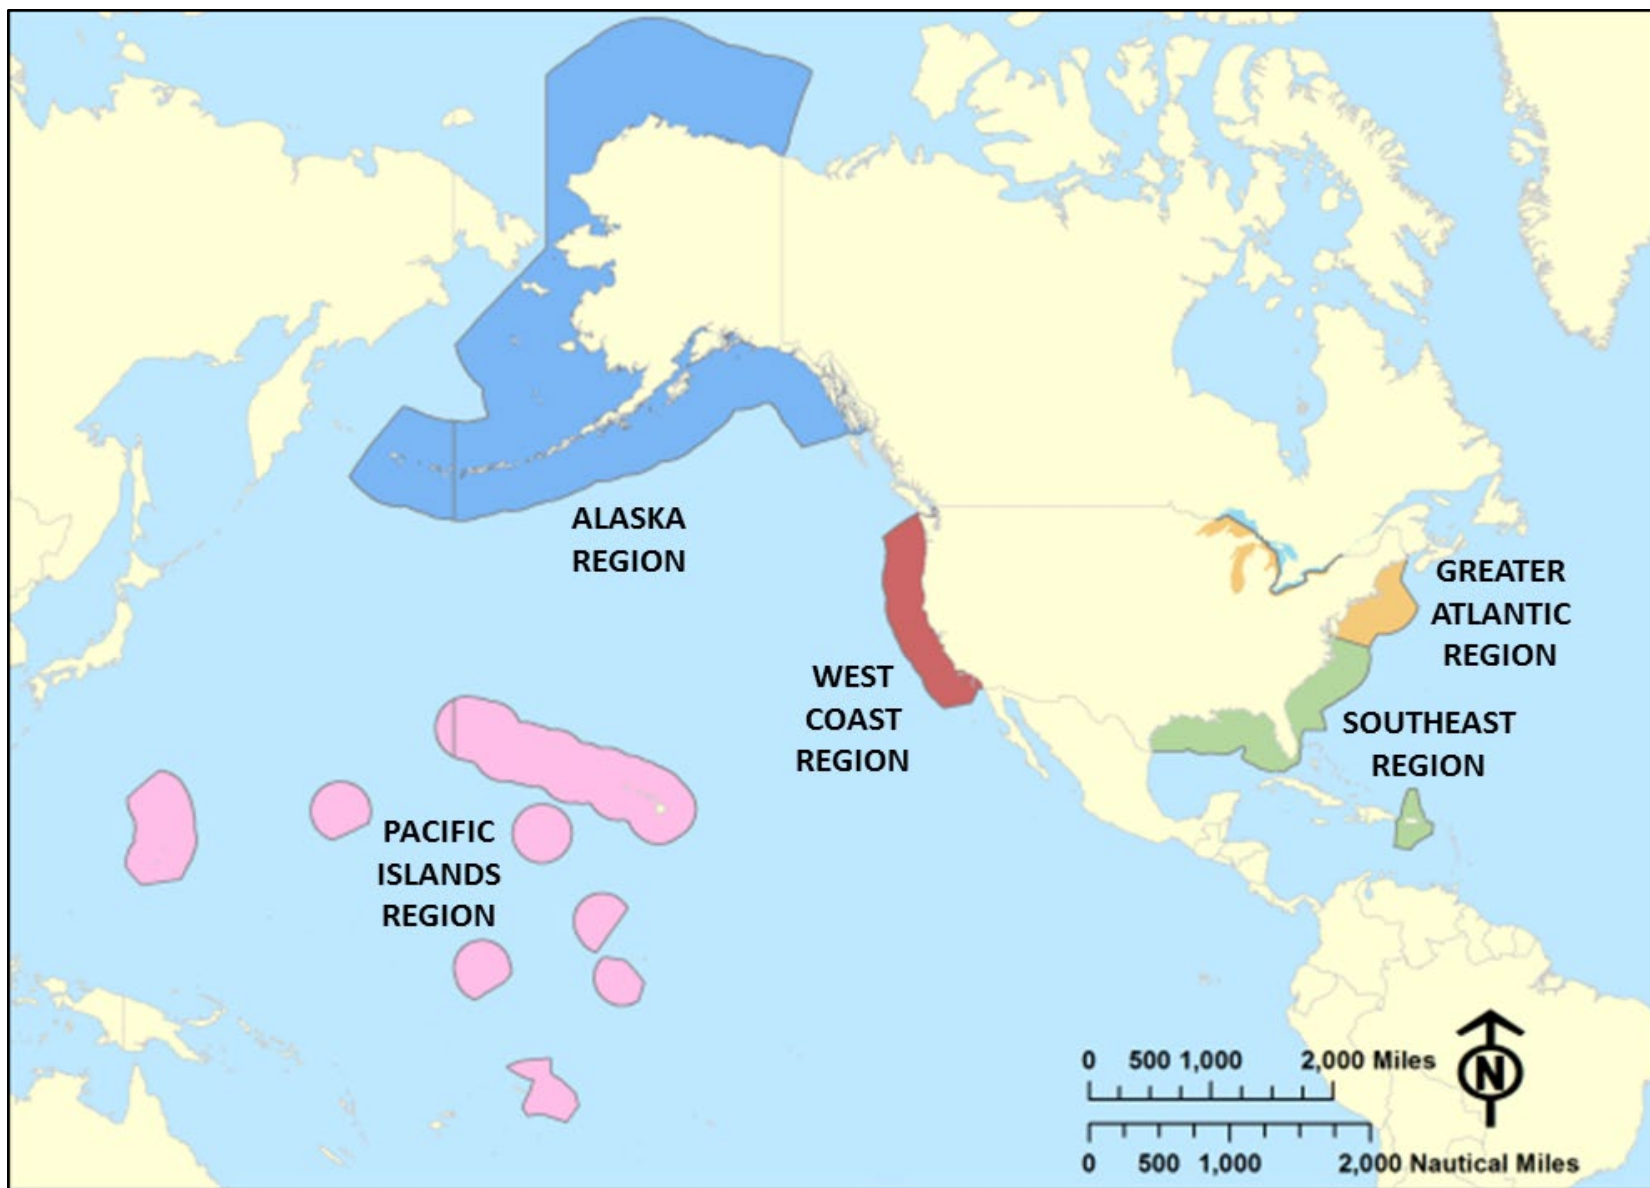 ALASKA
REGION
GREATER
ATLANTIC
REGION
WEST
COAST
REGION
SOUTHEAST
REGION
PACIFIC
ISLANDS
REGION
0 500 1,000 2,000 Miles
N
0 500 1,000 2,000 Nautical Miles